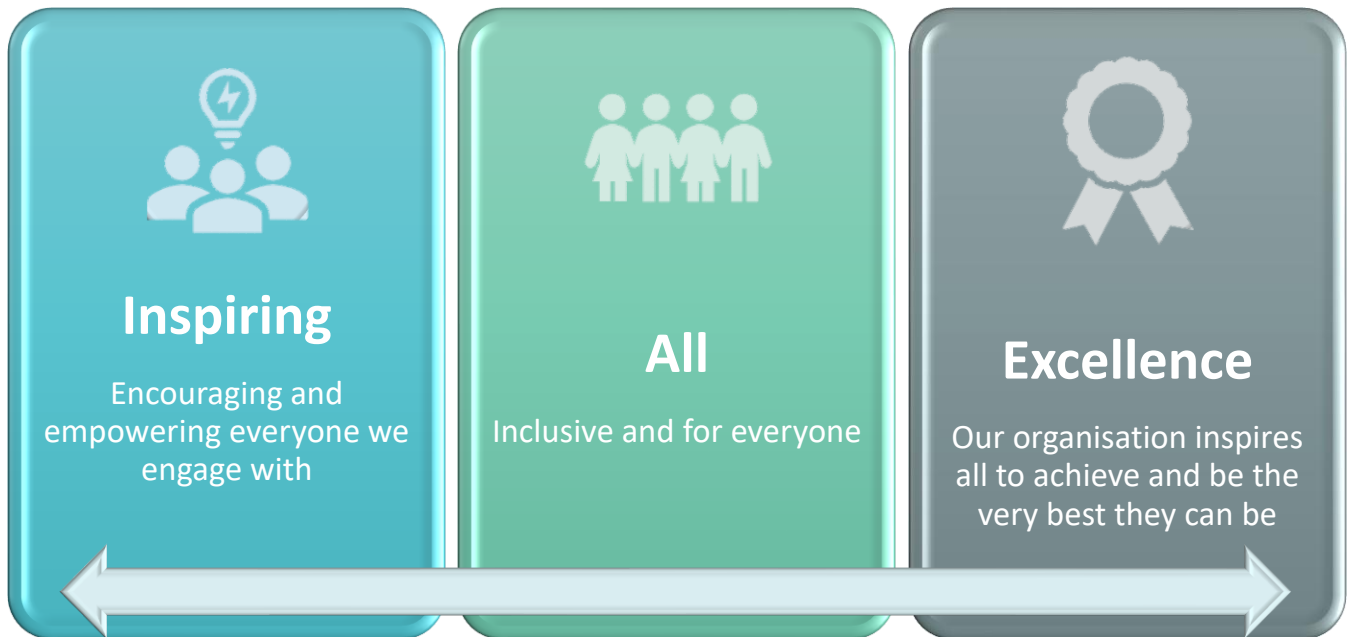 Inspiring
Encouraging and
empowering everyone we
engage with
All
Inclusive and for everyone
Excellence
Our organisation inspires
all to achieve and be the
very best they can be